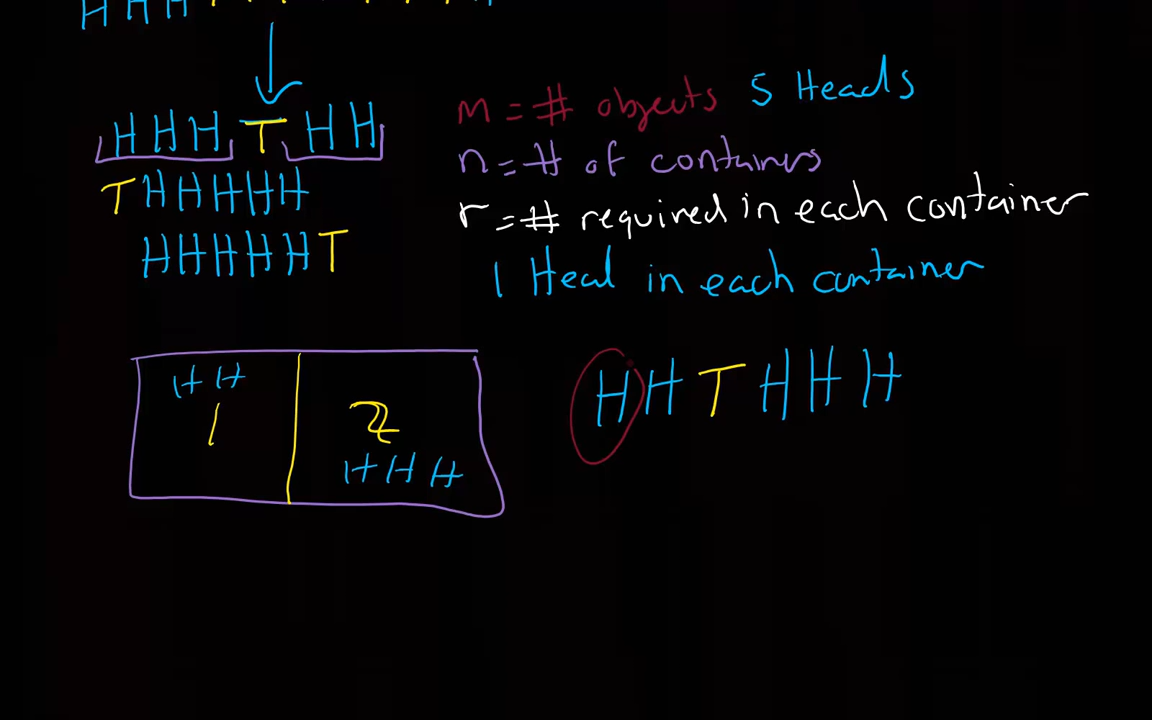 HHH T HH
THHHHH
HHHHHT
m = # objects 5 Heads
n = # of containers
r = # required in each container
1 Heal in each container
HH
1
2
HHH
HHTHHH